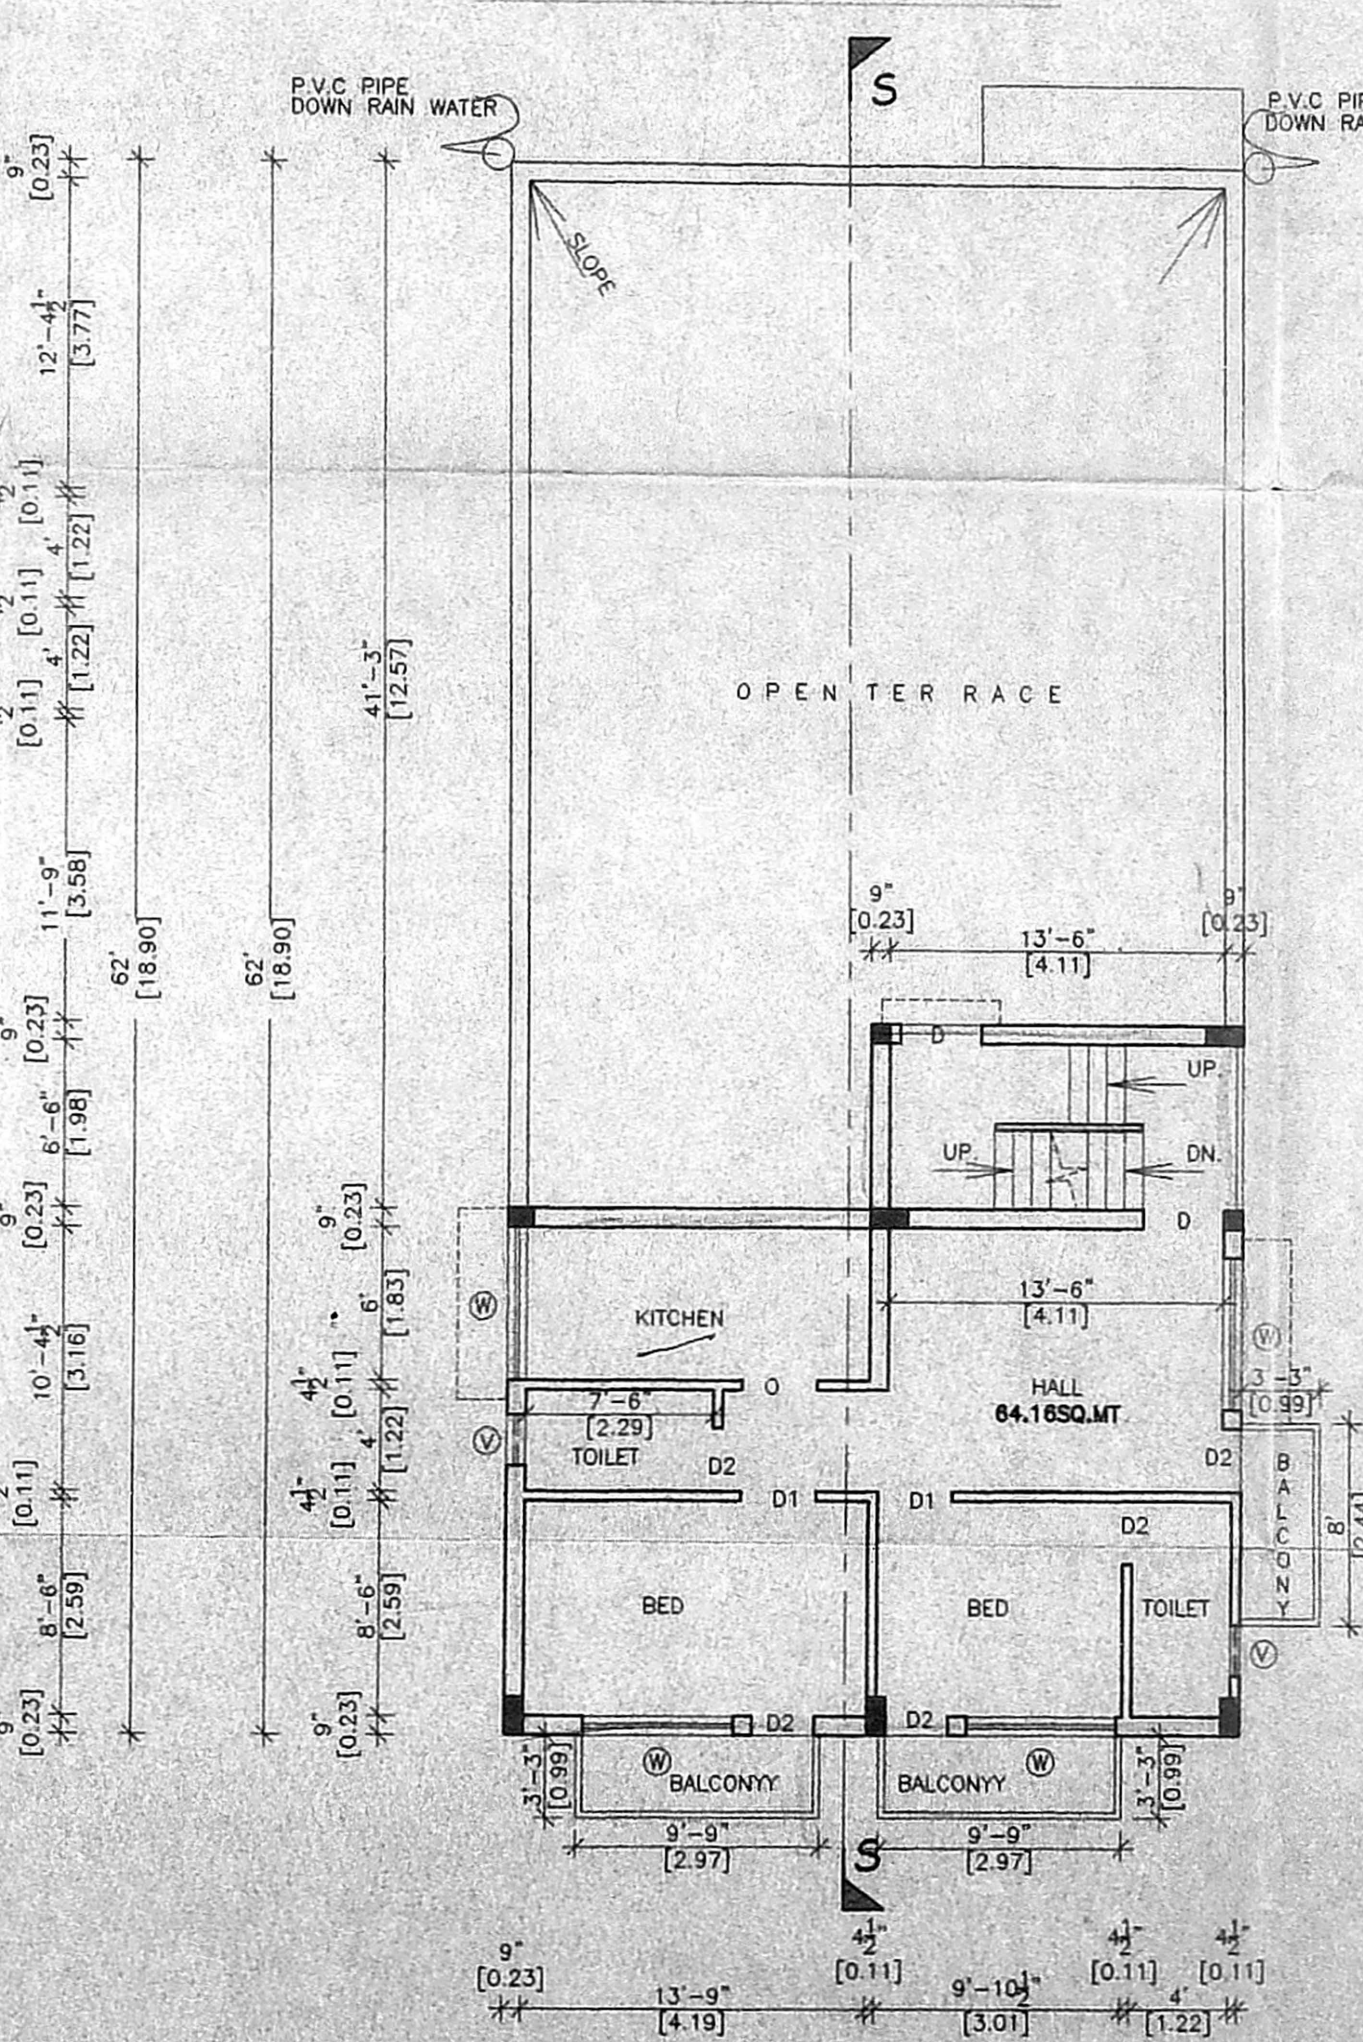 S
P.V.C PIPE
DOWN RAIN WATER
P.V.C
DOWN
9"
[0.23]
SLOPE
12'-4½"
[3.77]
[0.11]
4'
[1.22]
[0.11]
4'
[1.22]
[0.11]
41'-3"
[12.57]
OPEN TERRACE
11'-9"
[3.58]
62'
[18.90]
62'
[18.90]
9"
[0.23]
9"
[0.23]
13'-6"
[4.11]
9"
[0.23]
D
UP.
6'-6"
[1.98]
UP.
DN.
9"
[0.23]
9"
[0.23]
D
W
6'
[1.83]
KITCHEN
13'-6"
[4.11]
W
10'-4½"
[3.16]
4½"
[0.11]
O
7'-6"
[2.29]
HALL
64.16SQ.MT
3'-3"
[0.99]
V
4'
[1.22]
TOILET
D2
D2
BALCONY
8'
[0.11]
4½"
[0.11]
D1
D1
D2
8'-6"
[2.59]
8'-6"
[2.59]
BED
BED
TOILET
V
9"
[0.23]
9"
[0.23]
D2
D2
3'-3"
[0.99]
W
BALCONYY
BALCONYY
W
3'-3"
[0.99]
9'-9"
[2.97]
9'-9"
[2.97]
S
9"
[0.23]
4½"
[0.11]
4½"
[0.11]
4½"
[0.11]
13'-9"
[4.19]
9'-10½"
[3.01]
4'
[1.22]